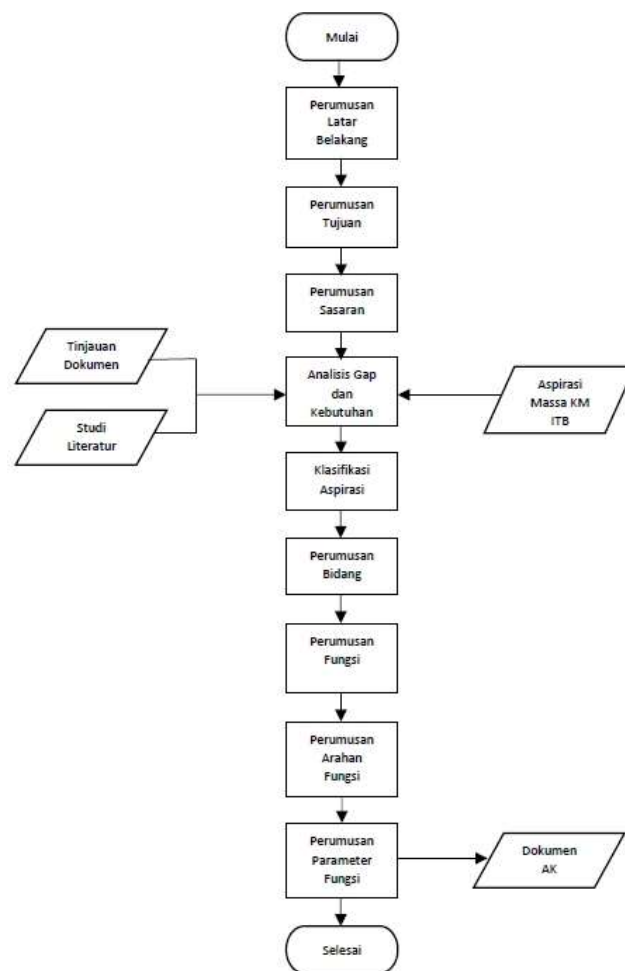 Mulai
Perumusan
Latar
Belakang
Perumusan
Tujuan
Perumusan
Sasaran
Tinjauan
Dokumen
Studi
Literatur
Analisis Gap
dan
Kebutuhan
Aspirasi
Massa KM
ITB
Klasifikasi
Aspirasi
Perumusan
Bidang
Perumusan
Fungsi
Perumusan
Arahan
Fungsi
Perumusan
Parameter
Fungsi
Dokumen
AK
Selesai